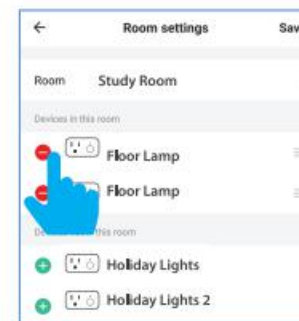 Room settings Sav
Room Study Room
Devices in this room
Floor Lamp
Floor Lamp
this room
Holiday Lights
Holiday Lights 2